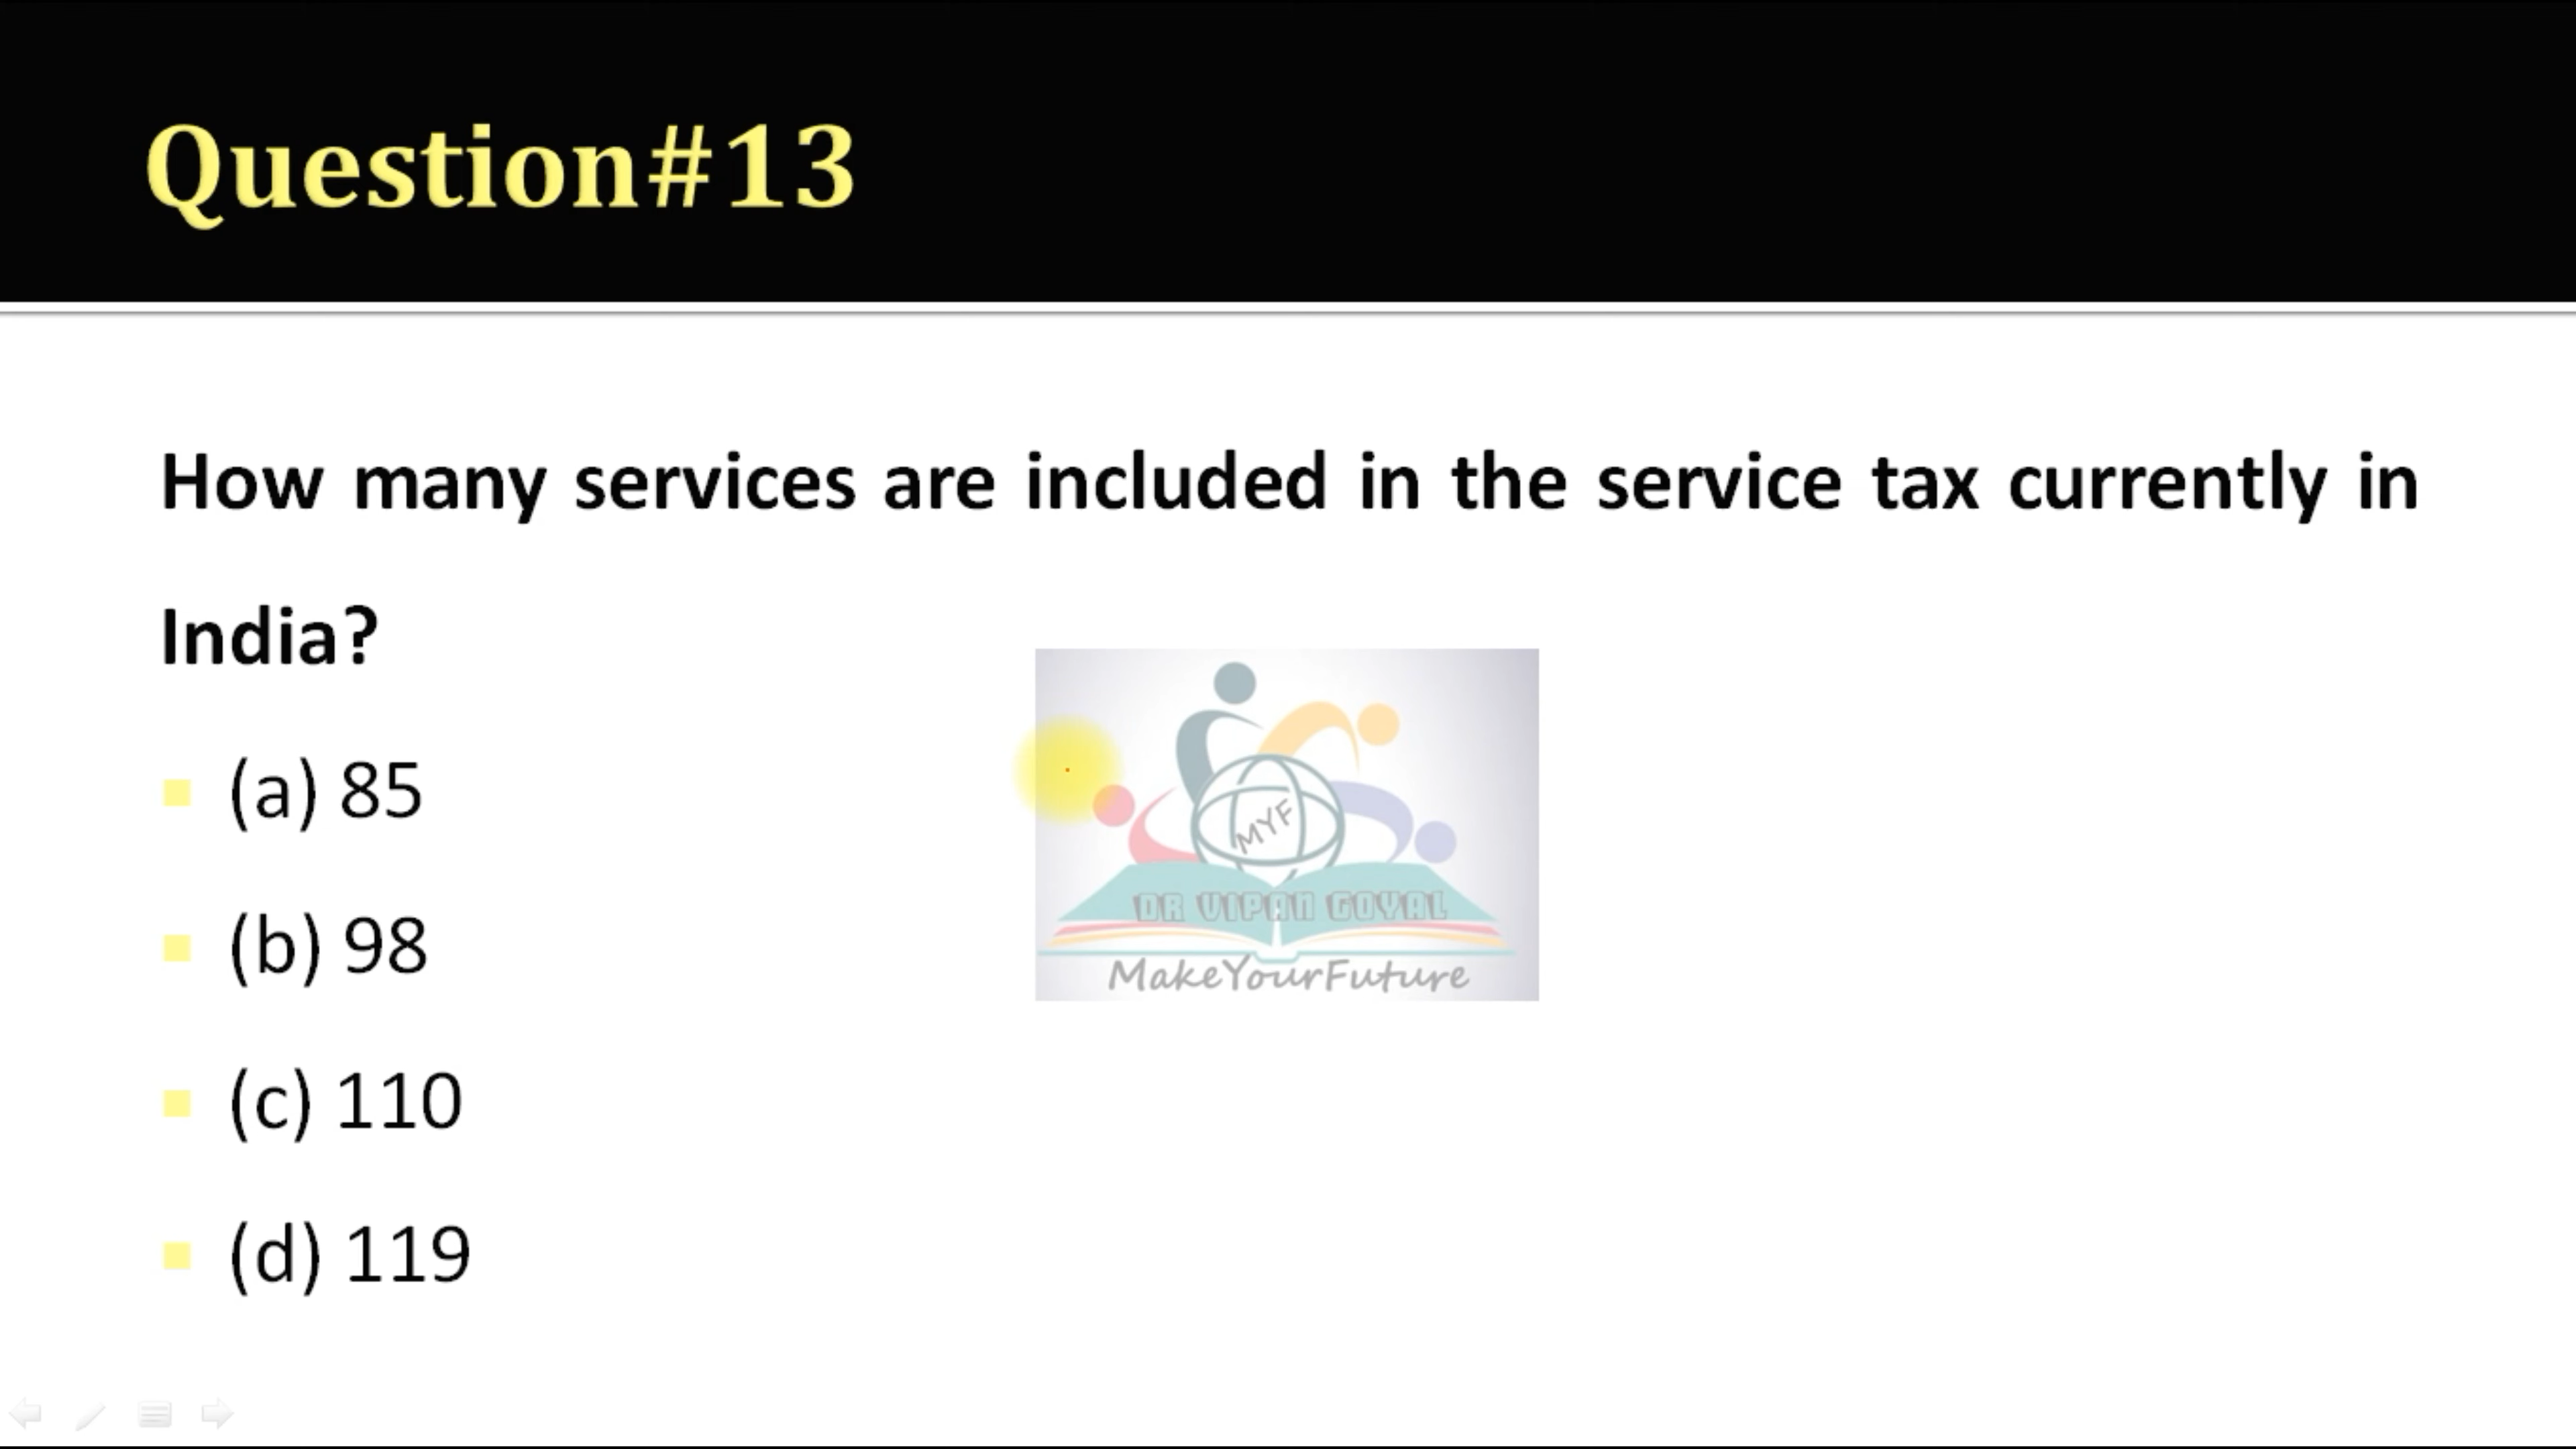 Question#13
How many services are included in the service tax currently in
India?
(a) 85
(b) 98
(c) 110
(d) 119
MYF
DR VIPAN GOYAL
MakeYourFuture